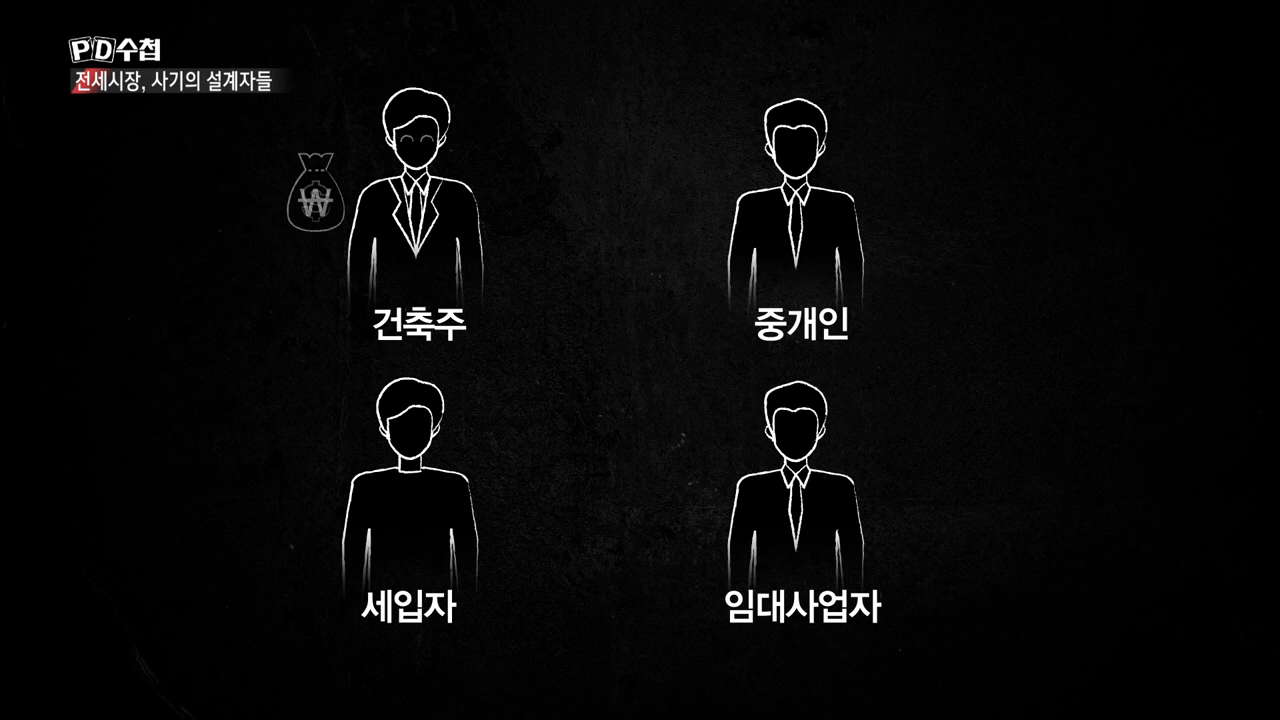 PD수첩
전세시장, 사기의 설계자들
₩
건축주
중개인
세입자
임대사업자